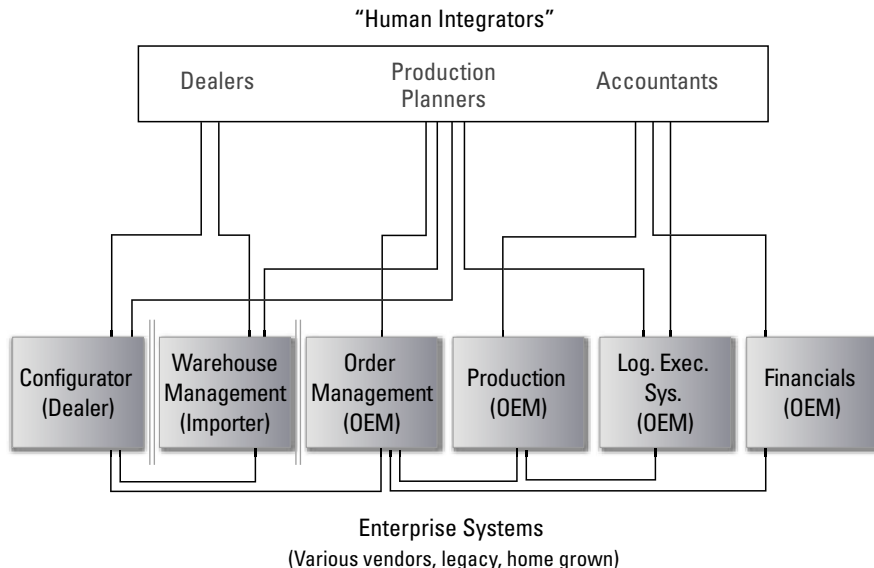 “Human Integrators”
Dealers
Production
Planners
Accountants
Configurator
(Dealer)
Warehouse
Management
(Importer)
Order
Management
(OEM)
Production
(OEM)
Log. Exec.
Sys.
(OEM)
Financials
(OEM)
Enterprise Systems
(Various vendors, legacy, home grown)